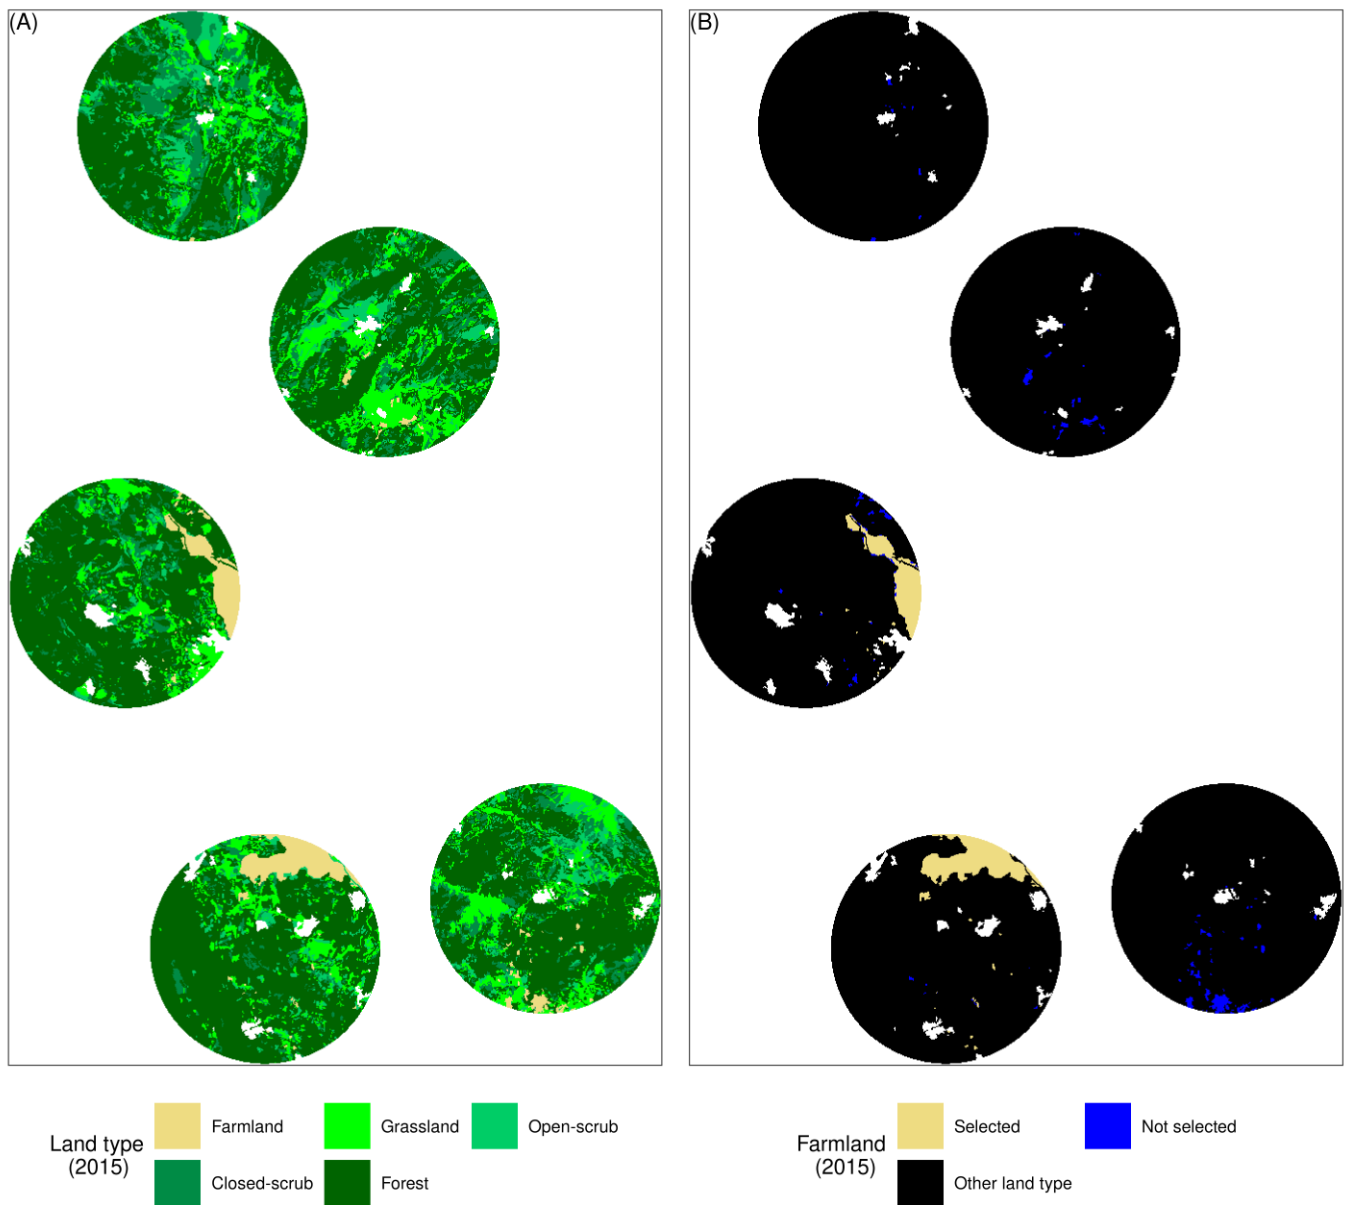 (A)
(B)
Land type
(2015)
Farmland
Grassland
Open-scrub
Closed-scrub
Forest
Farmland
(2015)
Selected
Not selected
Other land type